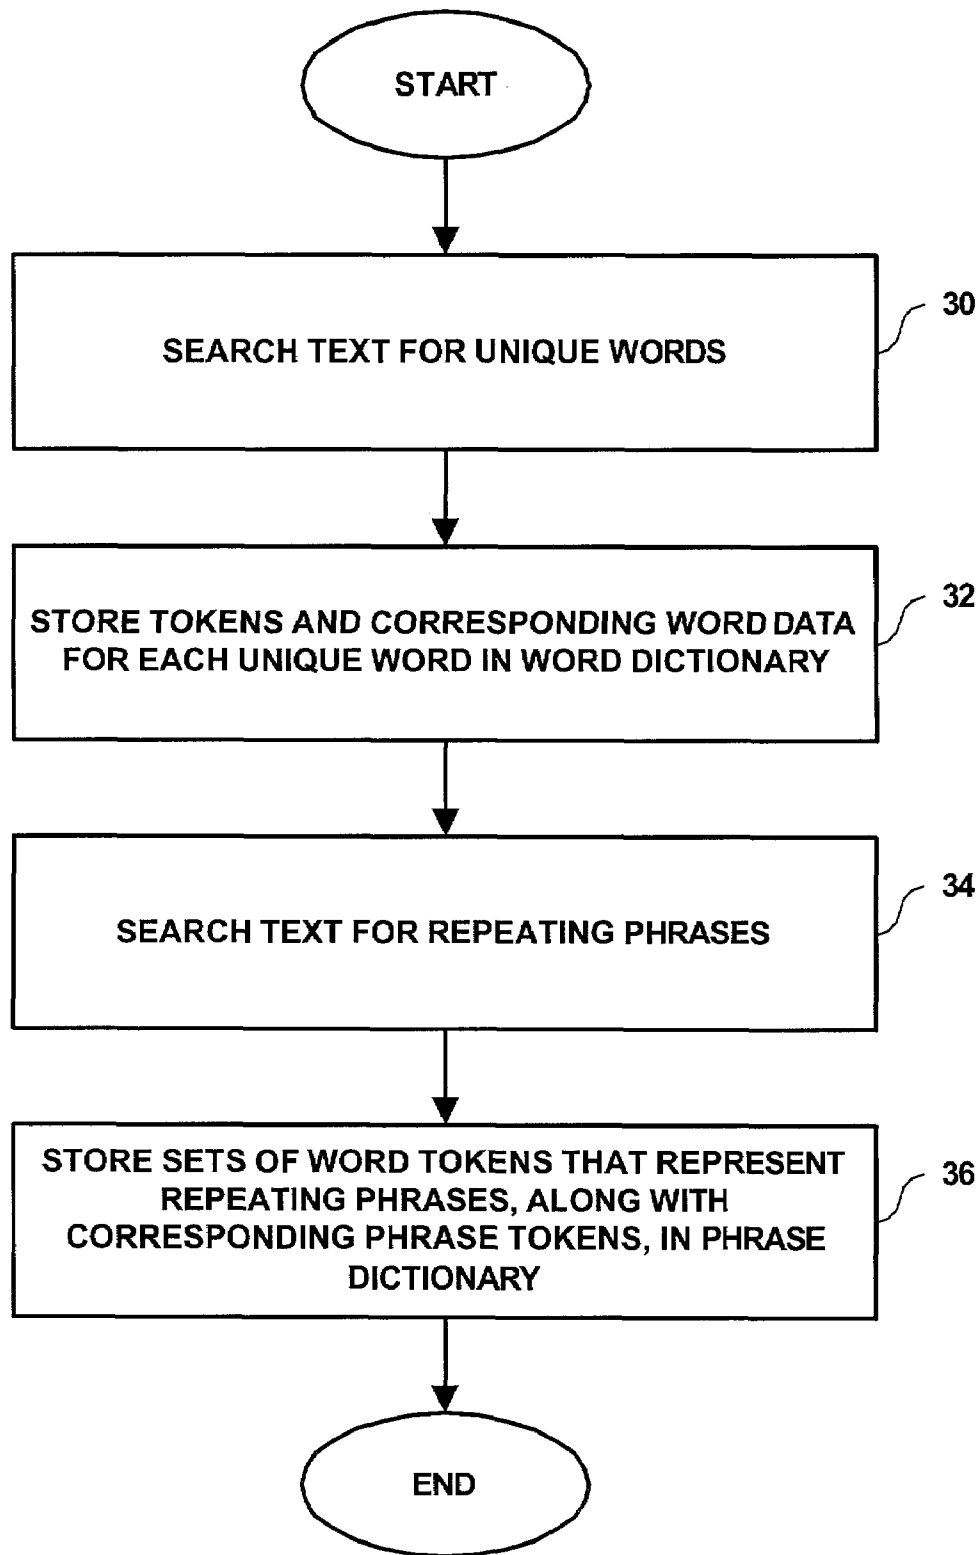 START
30
SEARCH TEXT FOR UNIQUE WORDS
32
STORE TOKENS AND CORRESPONDING WORD DATA
FOR EACH UNIQUE WORD IN WORD DICTIONARY
34
SEARCH TEXT FOR REPEATING PHRASES
36
STORE SETS OF WORD TOKENS THAT REPRESENT
REPEATING PHRASES, ALONG WITH
CORRESPONDING PHRASE TOKENS, IN PHRASE
DICTIONARY
END